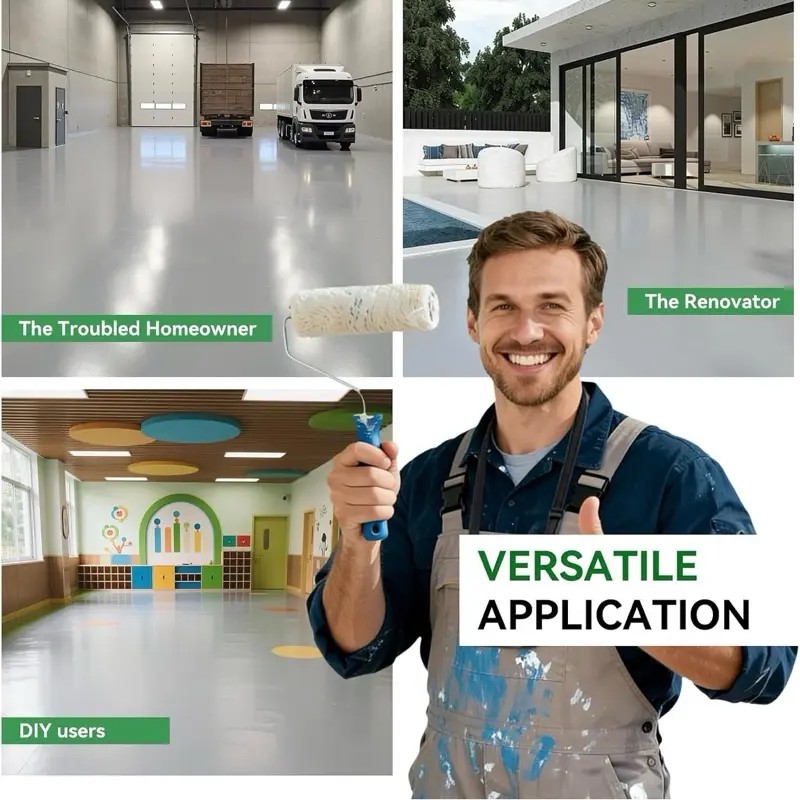 The Troubled Homeowner
The Renovator
VERSATILE
APPLICATION
DIY users